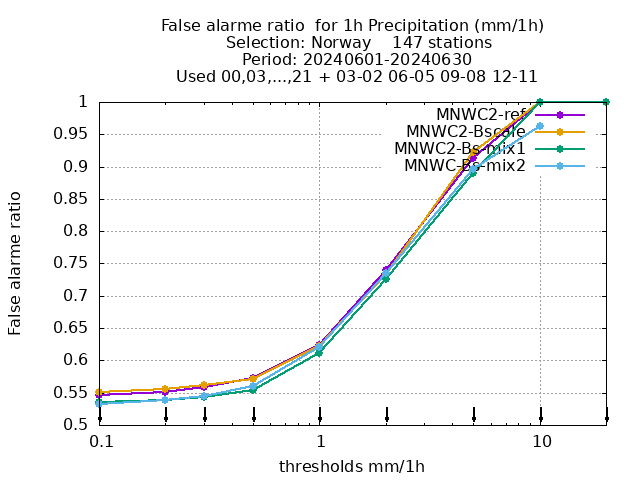 False alarme ratio  for 1h Precipitation (mm/1h)
Selection: Norway    147 stations
Period: 20240601-20240630
Used 00,03,...,21 + 03-02 06-05 09-08 12-11
MNWC2-ref
MNWC2-Bscore
MNWC2-Bs-mix1
MNWC-Bs-mix2
False alarme ratio
1
0.95
0.9
0.85
0.8
0.75
0.7
0.65
0.6
0.55
0.5
0.1
1
10
thresholds mm/1h